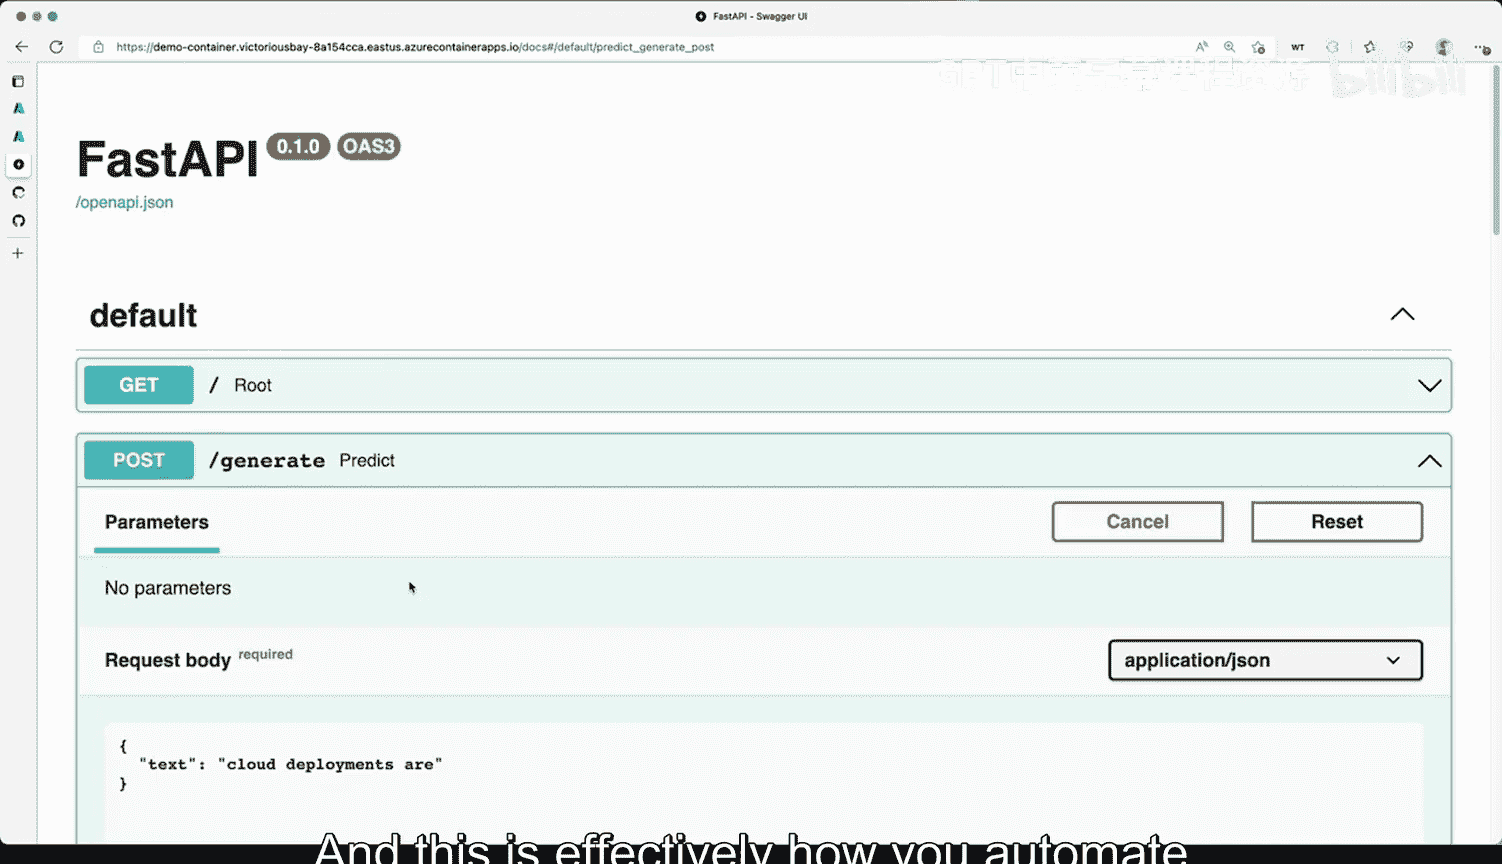 FastAPI - Swagger UI
https://demo-container.victoriousbay-8a154cca.eastus.azurecontainerapps.io/docs#/default/predict_generate_post
WT
bilibili
FastAPI 0.1.0 OAS3
/openapi.json
default
GET / Root
POST /generate Predict
Parameters
Cancel
Reset
No parameters
Request body required
application/json
{
"text": "cloud deployments are"
}
And this is effectively how you automate